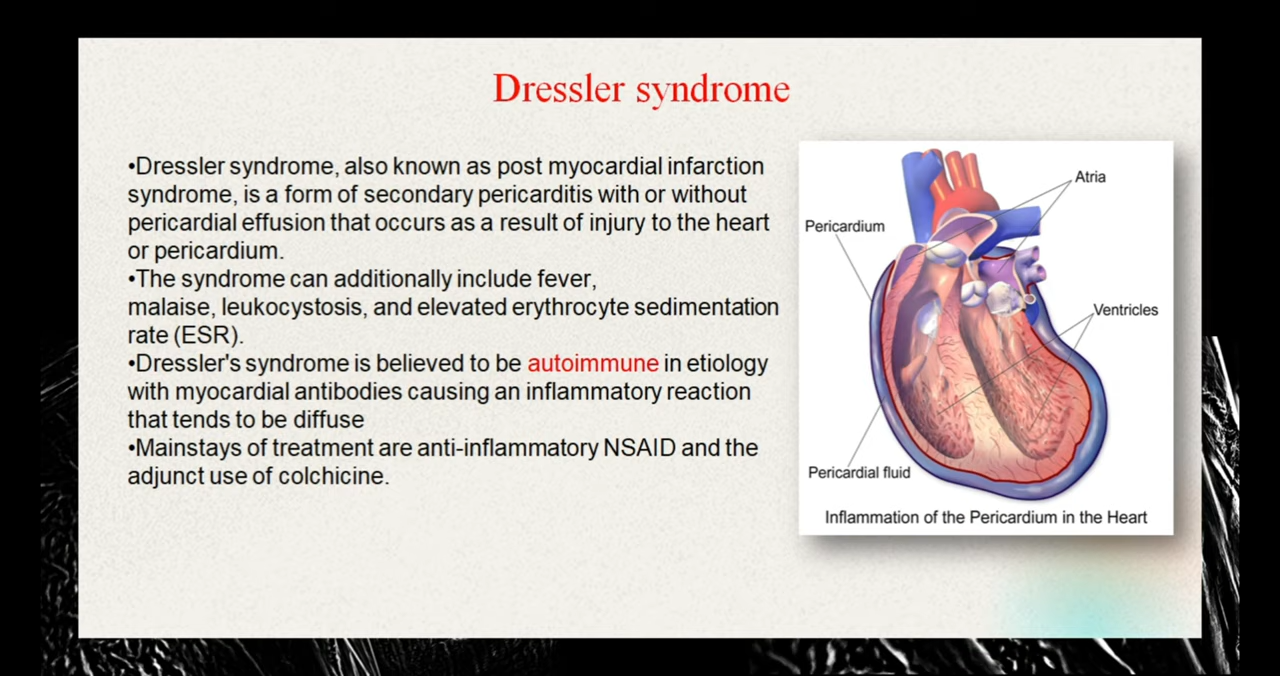 Dressler syndrome
•Dressler syndrome, also known as post myocardial infarction
syndrome, is a form of secondary pericarditis with or without
pericardial effusion that occurs as a result of injury to the heart
or pericardium.
•The syndrome can additionally include fever,
malaise, leukocystosis, and elevated erythrocyte sedimentation
rate (ESR).
•Dressler's syndrome is believed to be autoimmune in etiology
with myocardial antibodies causing an inflammatory reaction
that tends to be diffuse
•Mainstays of treatment are anti-inflammatory NSAID and the
adjunct use of colchicine.
Atria
Pericardium
Ventricles
Pericardial fluid
Inflammation of the Pericardium in the Heart